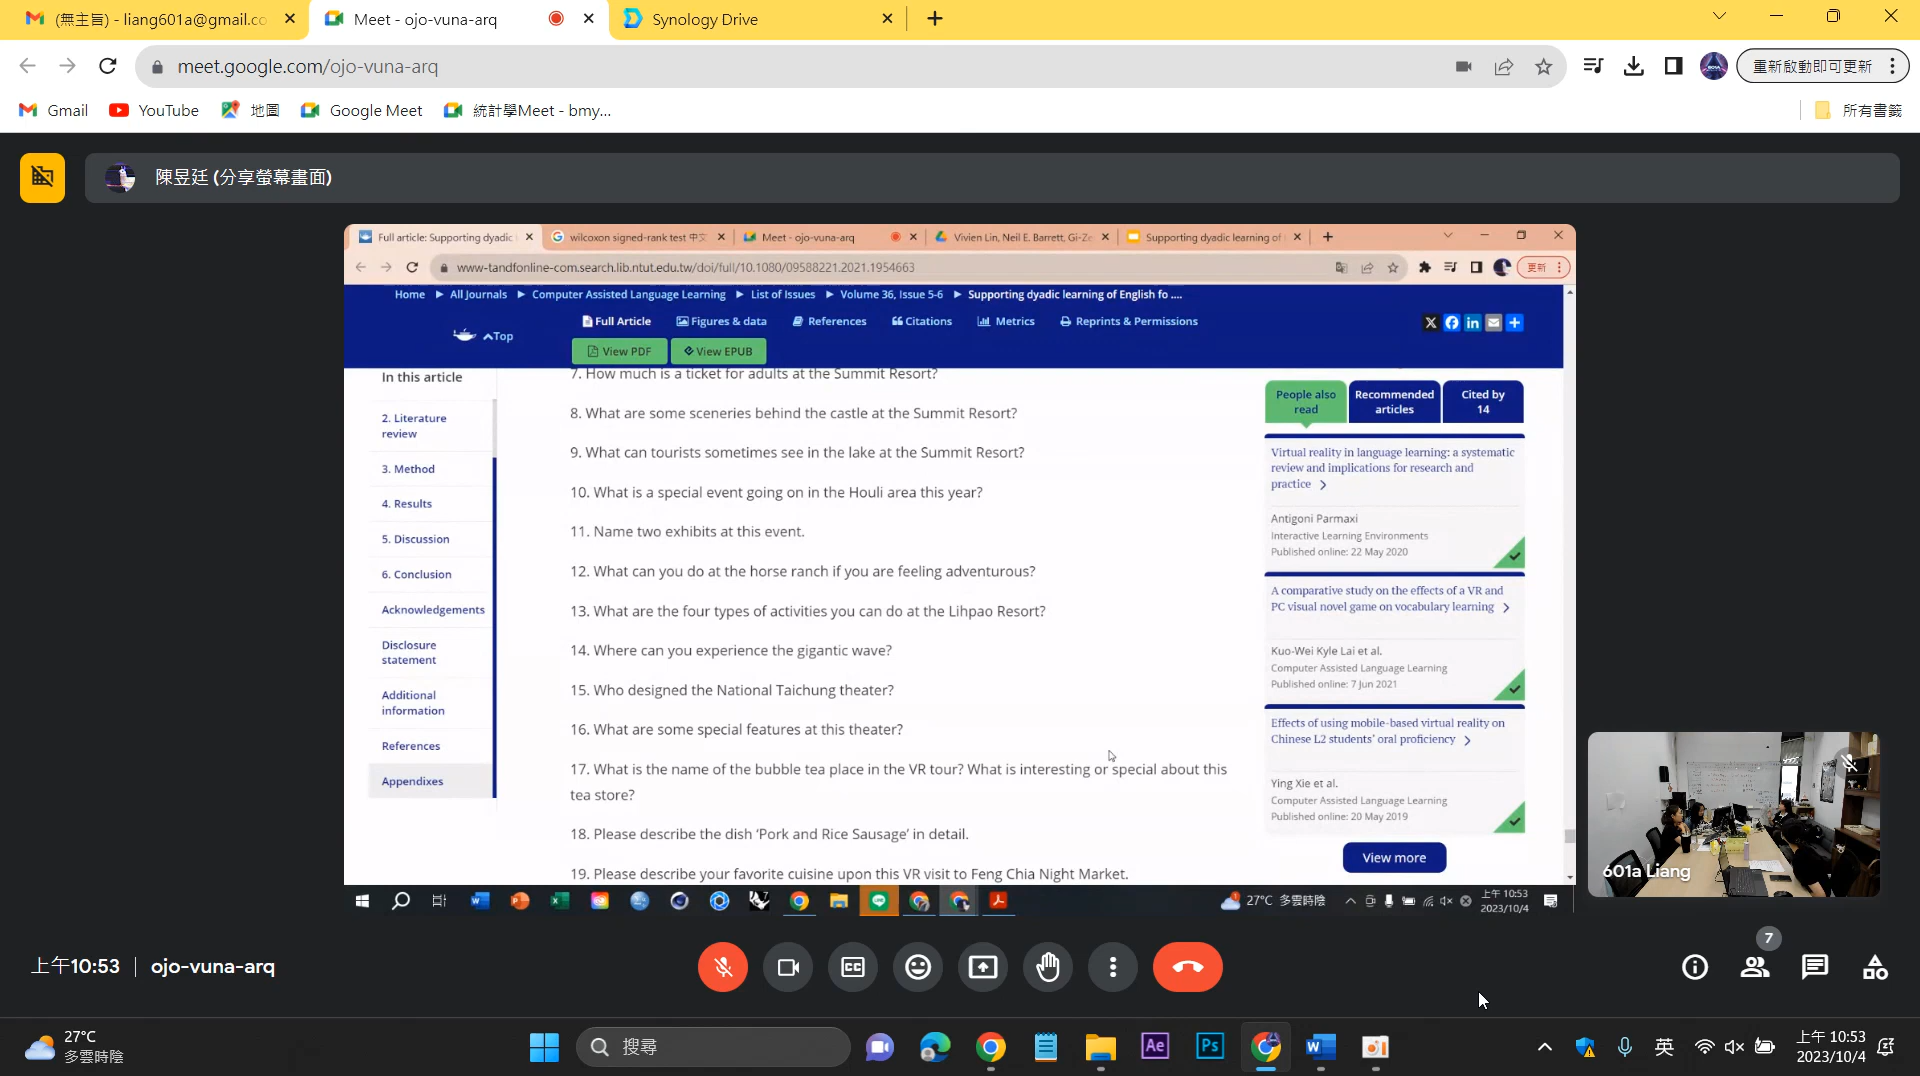 (無主旨) - liang601a@gmail.co
Meet - ojo-vuna-arq
Synology Drive
meet.google.com/ojo-vuna-arq
重新啟動即可更新
Gmail
YouTube
地圖
Google Meet
統計學Meet - bmy...
所有書籤
陳昱廷 (分享螢幕畫面)
Full article: Supporting dyadic
wilcoxon signed-rank test 中文
Meet - ojo-vuna-arq
Vivien Lin, Neil E. Barrett, Gi-Ze
Supporting dyadic learning of
www-tandfonline-com.search.lib.ntut.edu.tw/doi/full/10.1080/09588221.2021.1954663
更新
Home
All Journals
Computer Assisted Language Learning
List of Issues
Volume 36, Issue 5-6
Supporting dyadic learning of English fo ....
Top
Full Article
Figures & data
References
Citations
Metrics
Reprints & Permissions
View PDF
View EPUB
In this article
2. Literature
review
3. Method
4. Results
5. Discussion
6. Conclusion
Acknowledgements
Disclosure
statement
Additional
information
References
Appendixes
7. How much is a ticket for adults at the Summit Resort?
8. What are some sceneries behind the castle at the Summit Resort?
9. What can tourists sometimes see in the lake at the Summit Resort?
10. What is a special event going on in the Houli area this year?
11. Name two exhibits at this event.
12. What can you do at the horse ranch if you are feeling adventurous?
13. What are the four types of activities you can do at the Lihpao Resort?
14. Where can you experience the gigantic wave?
15. Who designed the National Taichung theater?
16. What are some special features at this theater?
17. What is the name of the bubble tea place in the VR tour? What is interesting or special about this
tea store?
18. Please describe the dish ‘Pork and Rice Sausage’ in detail.
19. Please describe your favorite cuisine upon this VR visit to Feng Chia Night Market.
People also
read
Recommended
articles
Cited by
14
Virtual reality in language learning: a systematic
review and implications for research and
practice
Antigoni Parmaxi
Interactive Learning Environments
Published online: 22 May 2020
A comparative study on the effects of a VR and
PC visual novel game on vocabulary learning
Kuo-Wei Kyle Lai et al.
Computer Assisted Language Learning
Published online: 7 Jun 2021
Effects of using mobile-based virtual reality on
Chinese L2 students’ oral proficiency
Ying Xie et al.
Computer Assisted Language Learning
Published online: 20 May 2019
View more
27°C 多雲時陰
上午 10:53
2023/10/4
601a Liang
上午10:53
ojo-vuna-arq
7
27°C
多雲時陰
搜尋
Ae
Ps
英
上午 10:53
2023/10/4